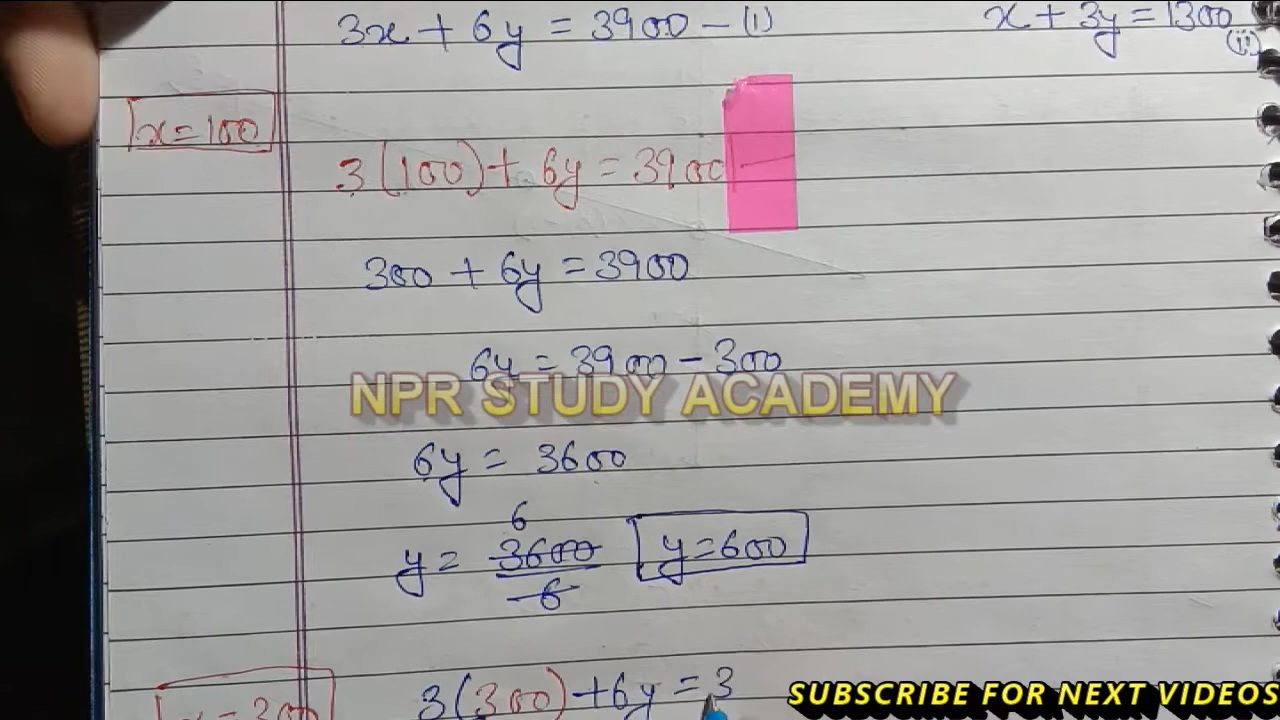 3x + 6y = 3900 - (i)
x + 3y = 1300
(ii)
x = 100
3(100) + 6y = 3900
300 + 6y = 3900
6y = 3900 - 300
NPR STUDY ACADEMY
6y = 3600
6
y = 3600
y = 600
6
3(300) + 6y = 3
x = 300
SUBSCRIBE FOR NEXT VIDEOS